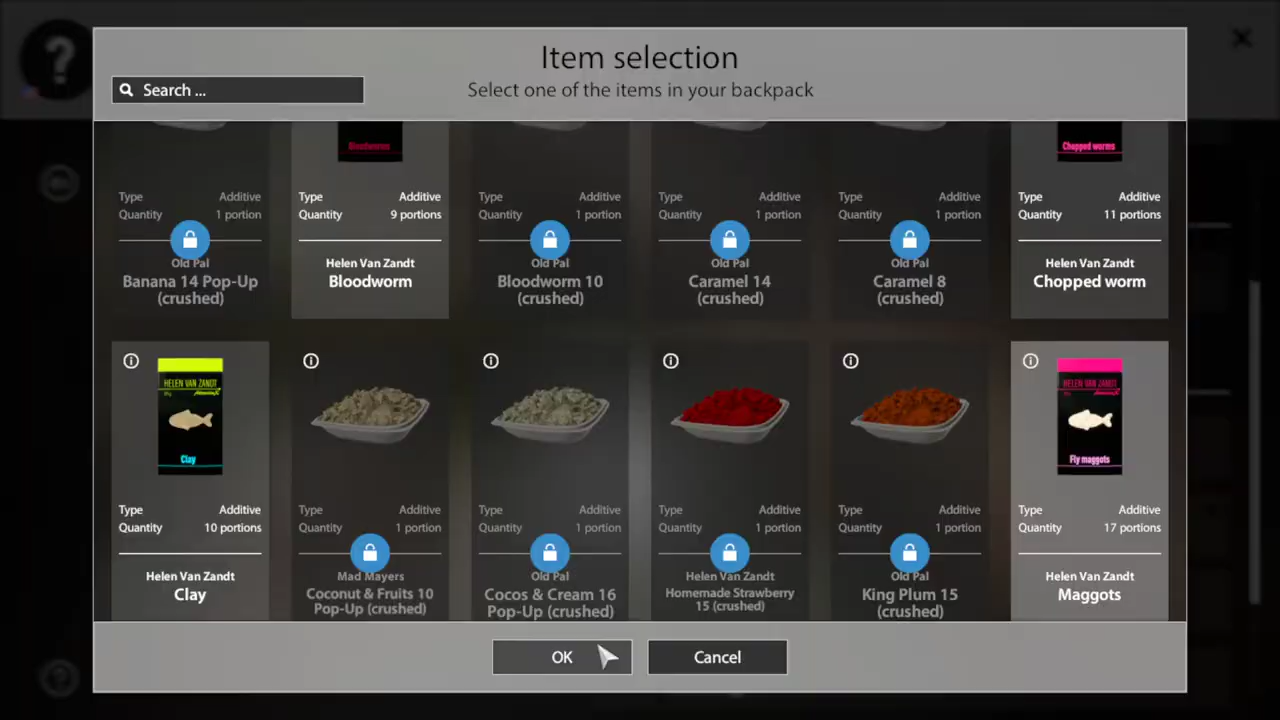 ?
Item selection
Search ...
Select one of the items in your backpack
Bloodworms
Chopped worms
Type Additive
Quantity 1 portion
Old Pal
Banana 14 Pop-Up
(crushed)
Type Additive
Quantity 9 portions
Helen Van Zandt
Bloodworm
Type Additive
Quantity 1 portion
Old Pal
Bloodworm 10
(crushed)
Type Additive
Quantity 1 portion
Old Pal
Caramel 14
(crushed)
Type Additive
Quantity 1 portion
Old Pal
Caramel 8
(crushed)
Type Additive
Quantity 11 portions
Helen Van Zandt
Chopped worm
HELEN VAN ZANDT
Clay
Type Additive
Quantity 10 portions
Helen Van Zandt
Clay
Type Additive
Quantity 1 portion
Mad Mayers
Coconut & Fruits 10
Pop-Up (crushed)
Type Additive
Quantity 1 portion
Old Pal
Cocos & Cream 16
Pop-Up (crushed)
Type Additive
Quantity 1 portion
Helen Van Zandt
Homemade Strawberry
15 (crushed)
Type Additive
Quantity 1 portion
Old Pal
King Plum 15
(crushed)
HELEN VAN ZANDT
Fly maggots
Type Additive
Quantity 17 portions
Helen Van Zandt
Maggots
OK
Cancel